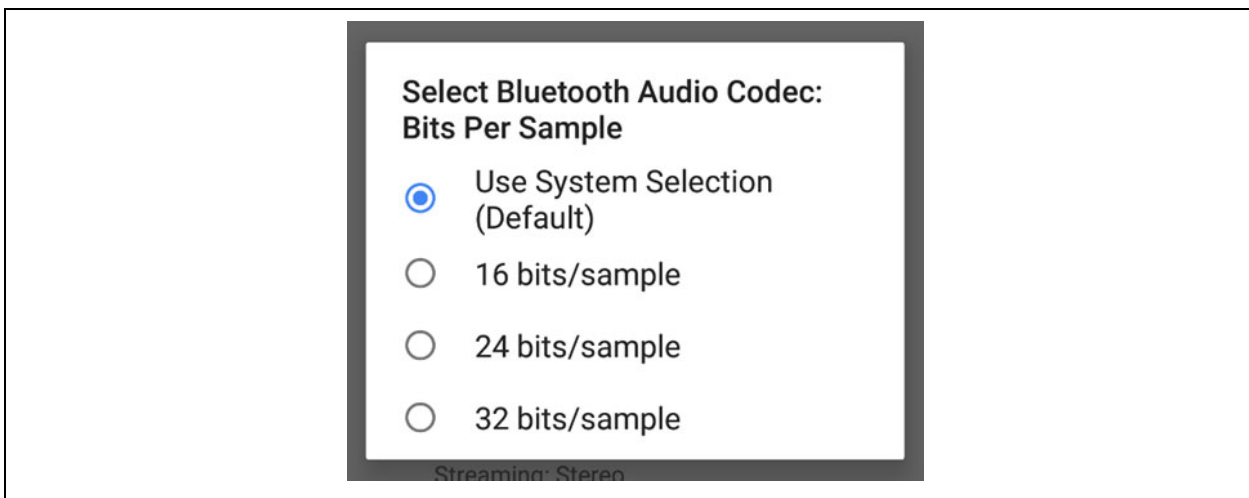 Select Bluetooth Audio Codec:
Bits Per Sample
Use System Selection
(Default)
16 bits/sample
24 bits/sample
32 bits/sample
Streaming: Stereo